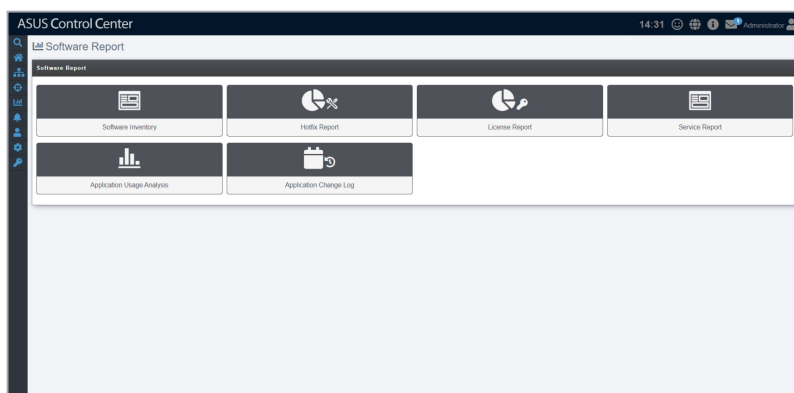 ASUS Control Center
14:31 Administrator
Software Report
Software Report
Software Inventory
Hotfix Report
License Report
Service Report
Application Usage Analysis
Application Change Log